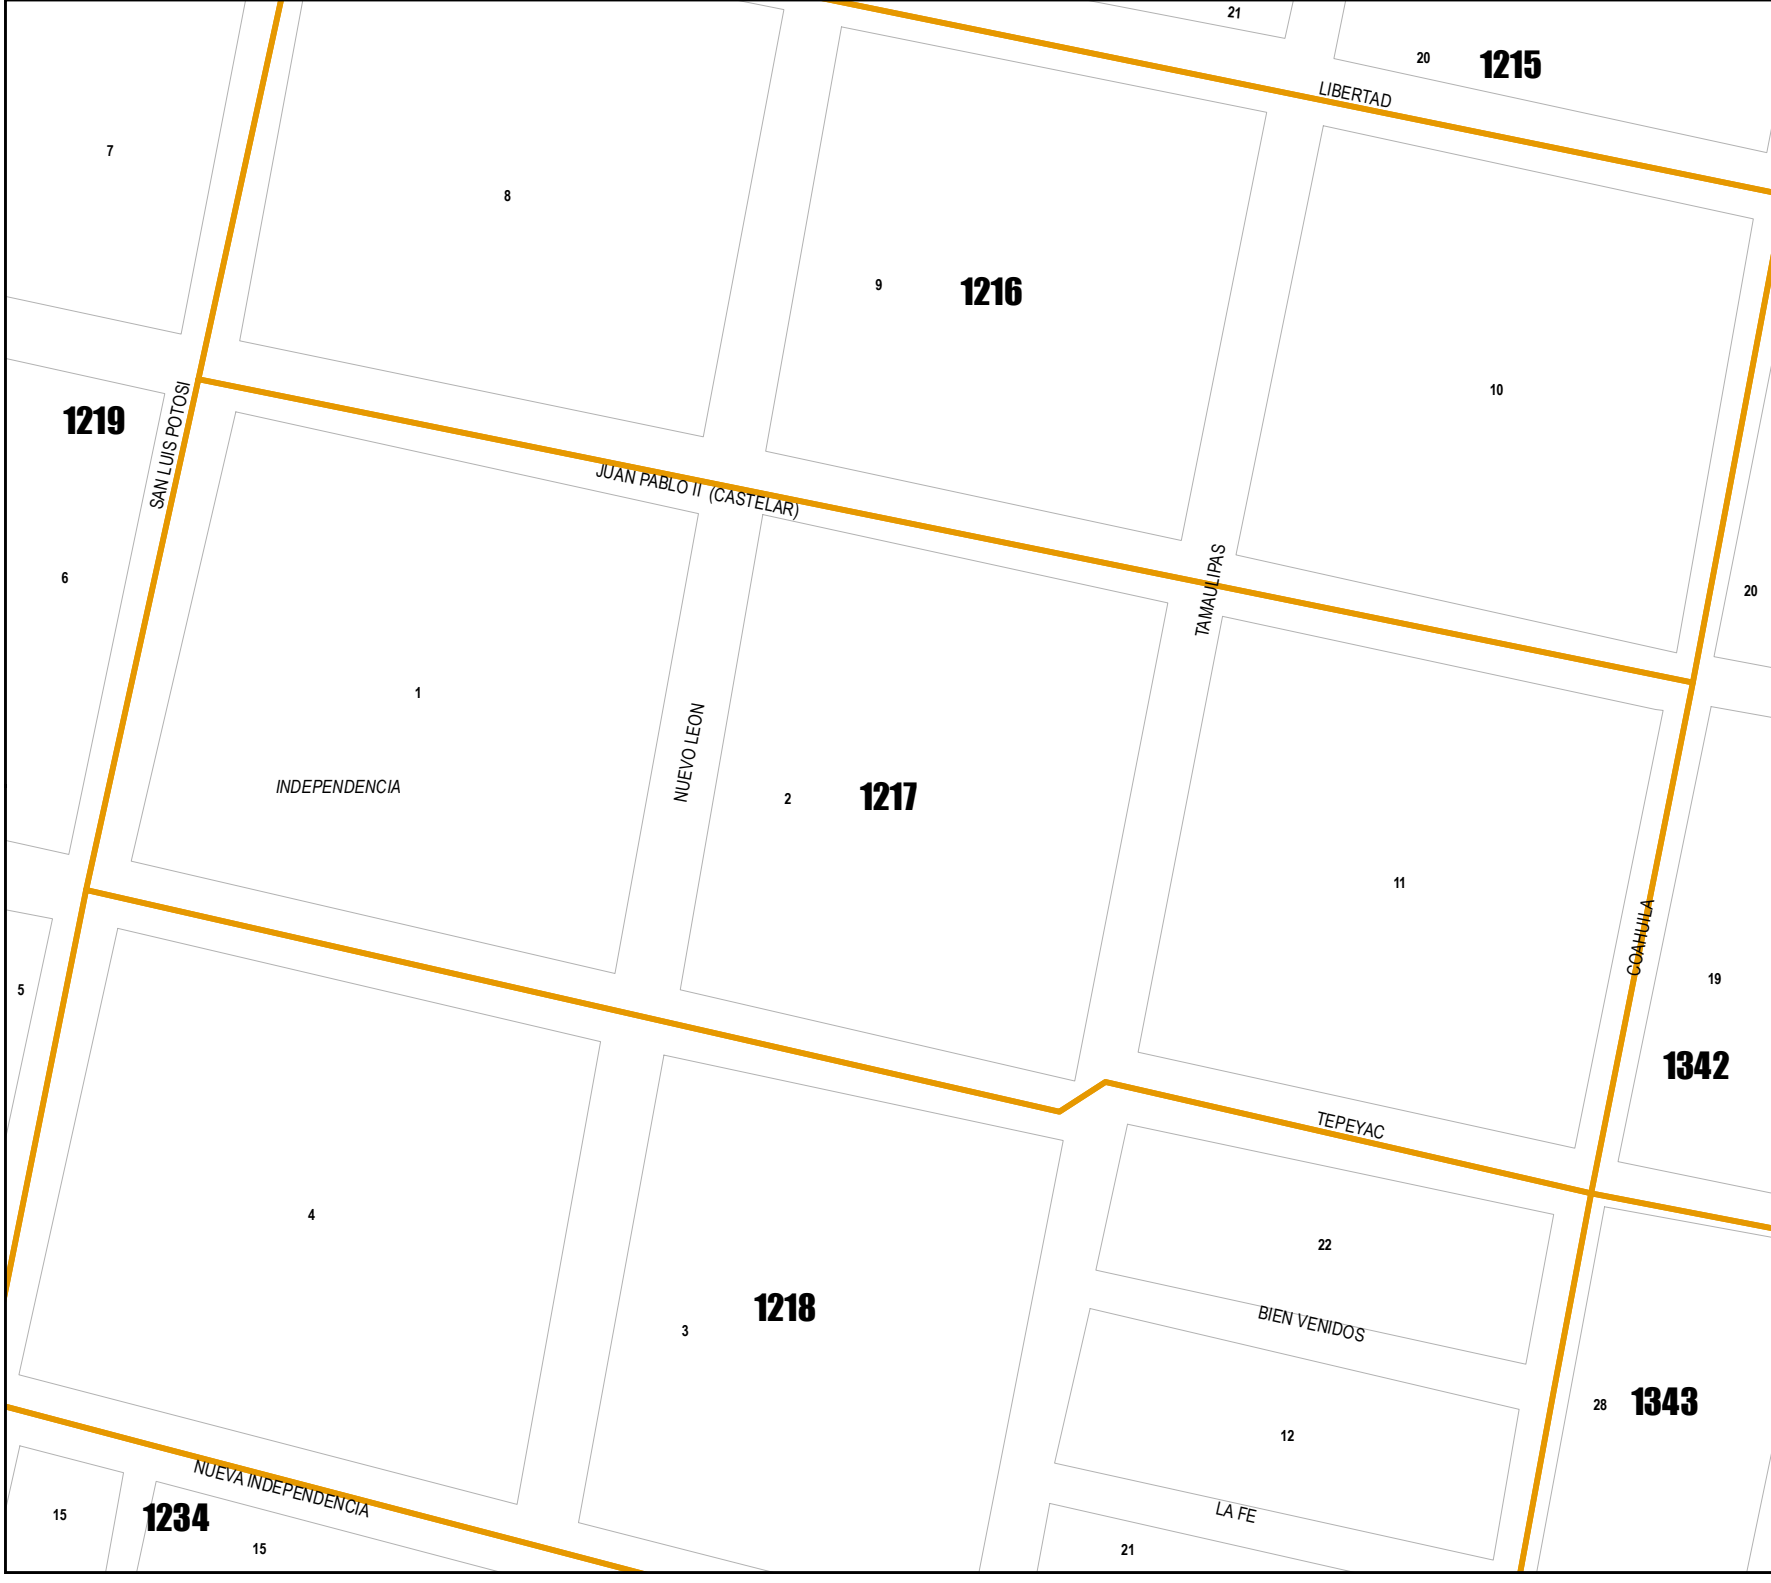 21
20
1215
LIBERTAD
7
8
9
1216
10
SAN LUIS POTOSI
1219
JUAN PABLO II (CASTELAR)
TAMAULIPAS
6
20
1
NUEVO LEON
INDEPENDENCIA
2
1217
11
COAHUILA
5
19
1342
TEPEYAC
4
22
3
1218
BIEN VENIDOS
28
1343
12
NUEVA INDEPENDENCIA
15
1234
LA FE
15
21